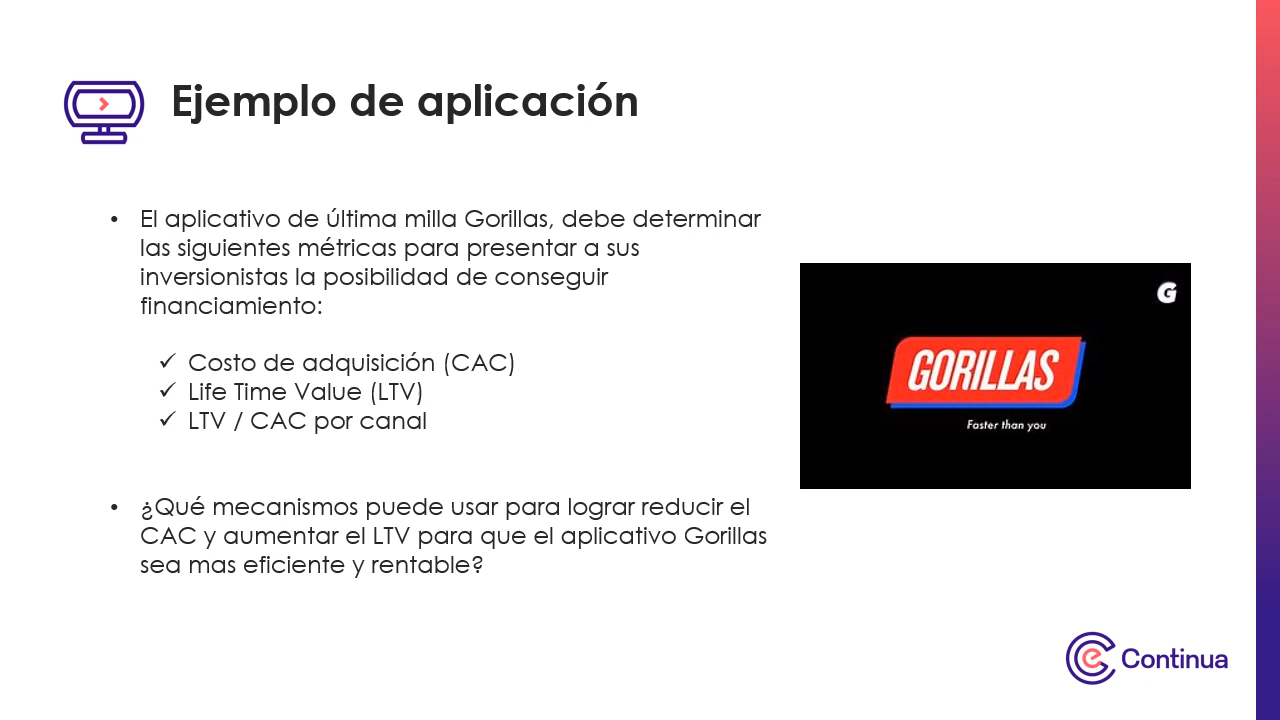 Ejemplo de aplicación
• El aplicativo de última milla Gorillas, debe determinar
las siguientes métricas para presentar a sus
inversionistas la posibilidad de conseguir
financiamiento:
✓ Costo de adquisición (CAC)
✓ Life Time Value (LTV)
✓ LTV / CAC por canal
• ¿Qué mecanismos puede usar para lograr reducir el
CAC y aumentar el LTV para que el aplicativo Gorillas
sea mas eficiente y rentable?
G
GORILLAS
Faster than you
e Continua